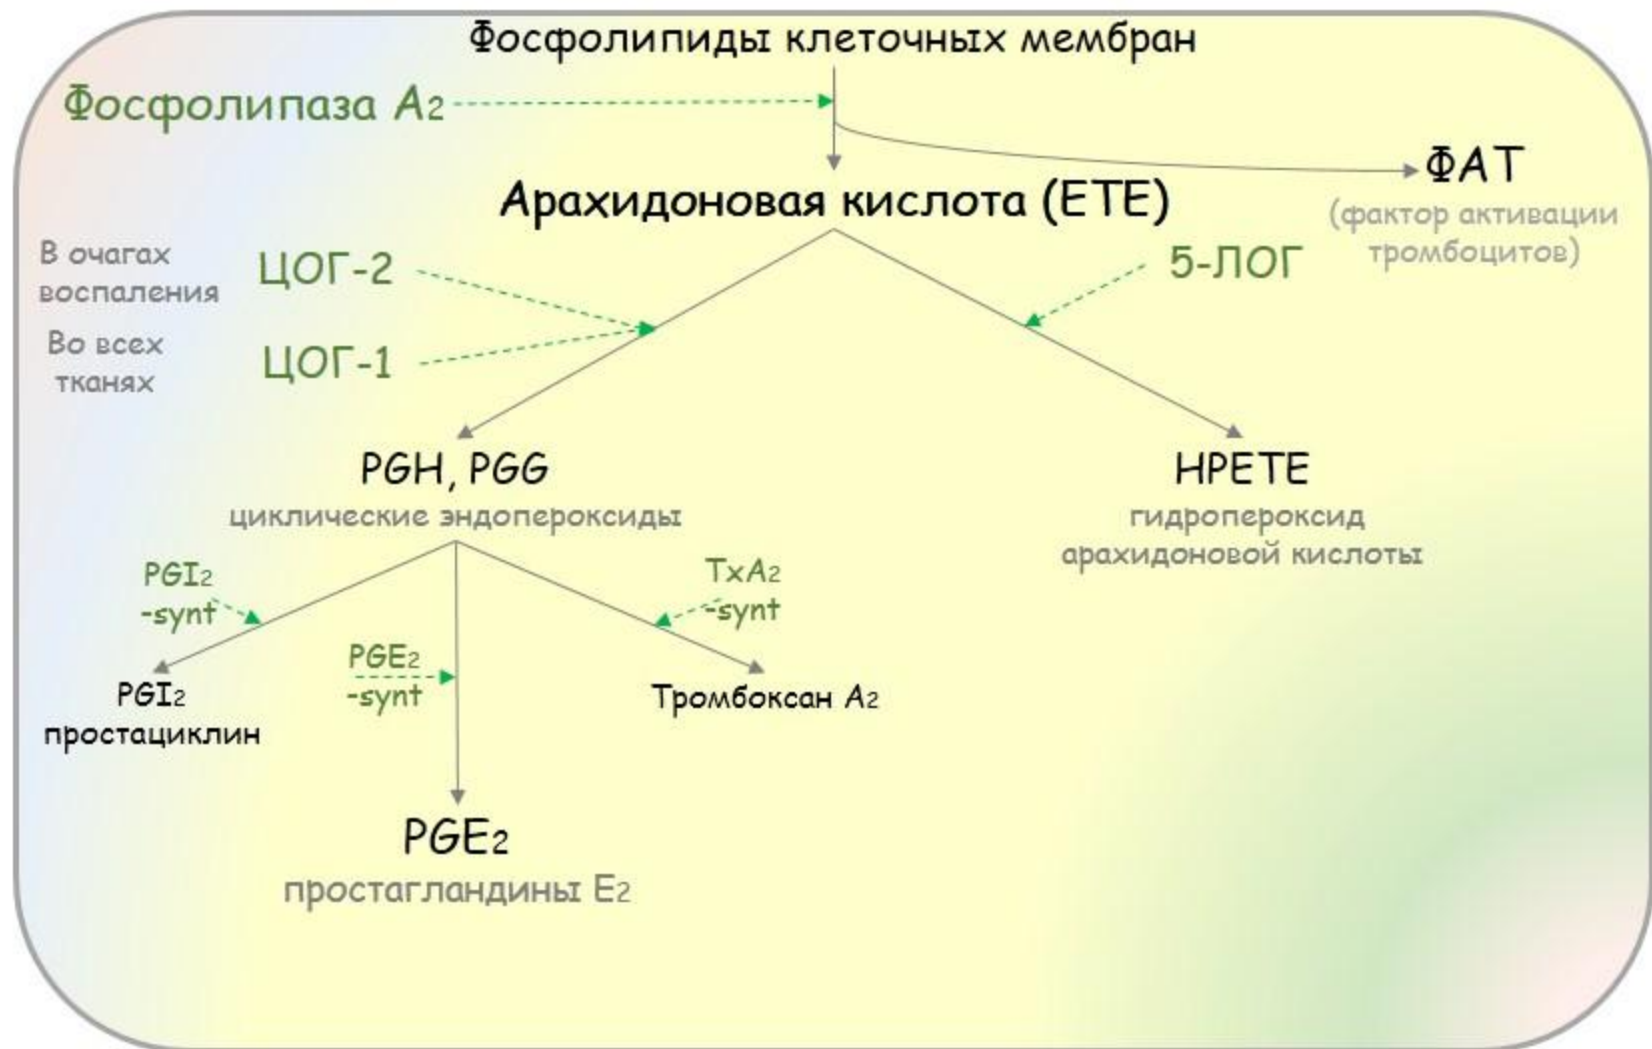 Фосфолипиды клеточных мембран
Фосфолипаза А2
ФАТ
(фактор активации
тромбоцитов)
Арахидоновая кислота (ETE)
В очагах
воспаления
ЦОГ-2
5-ЛОГ
Во всех
тканях
ЦОГ-1
PGH, PGG
циклические эндопероксиды
HPETE
гидропероксид
арахидоновой кислоты
PGI2
-synt
TxA2
-synt
PGE2
-synt
PGI2
простациклин
Тромбоксан А2
PGE2
простагландины Е2